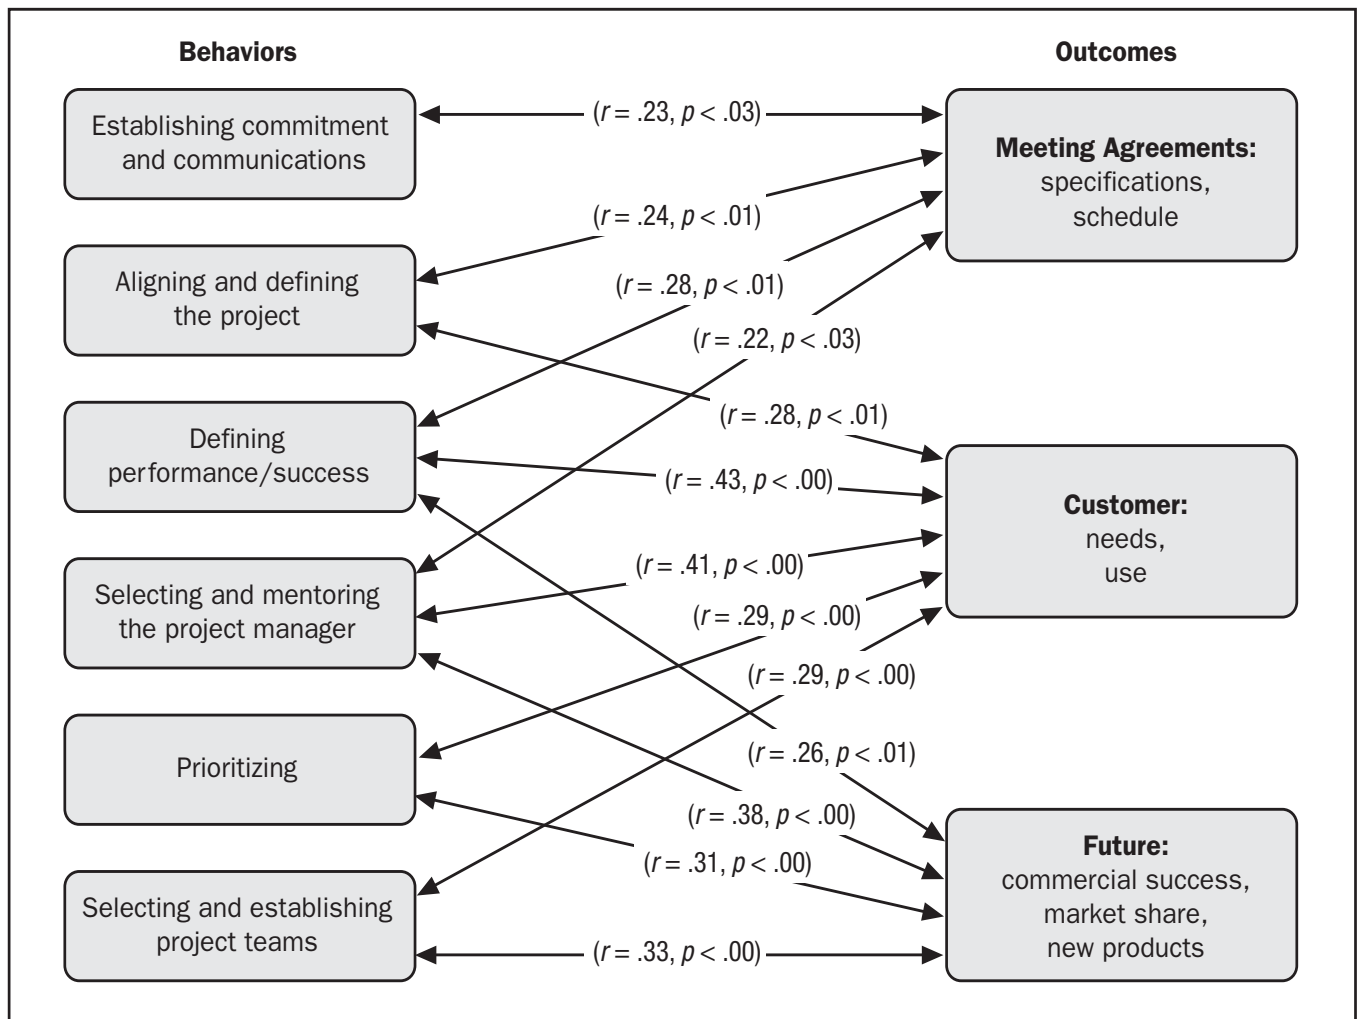 Behaviors
Outcomes
Establishing commitment
and communications
(r = .23, p < .03)
Meeting Agreements:
specifications,
schedule
(r = .24, p < .01)
Aligning and defining
the project
(r = .28, p < .01)
(r = .22, p < .03)
(r = .28, p < .01)
Defining
performance/success
(r = .43, p < .00)
Customer:
needs,
use
(r = .41, p < .00)
Selecting and mentoring
the project manager
(r = .29, p < .00)
(r = .29, p < .00)
Prioritizing
(r = .26, p < .01)
(r = .38, p < .00)
(r = .31, p < .00)
Future:
commercial success,
market share,
new products
Selecting and establishing
project teams
(r = .33, p < .00)